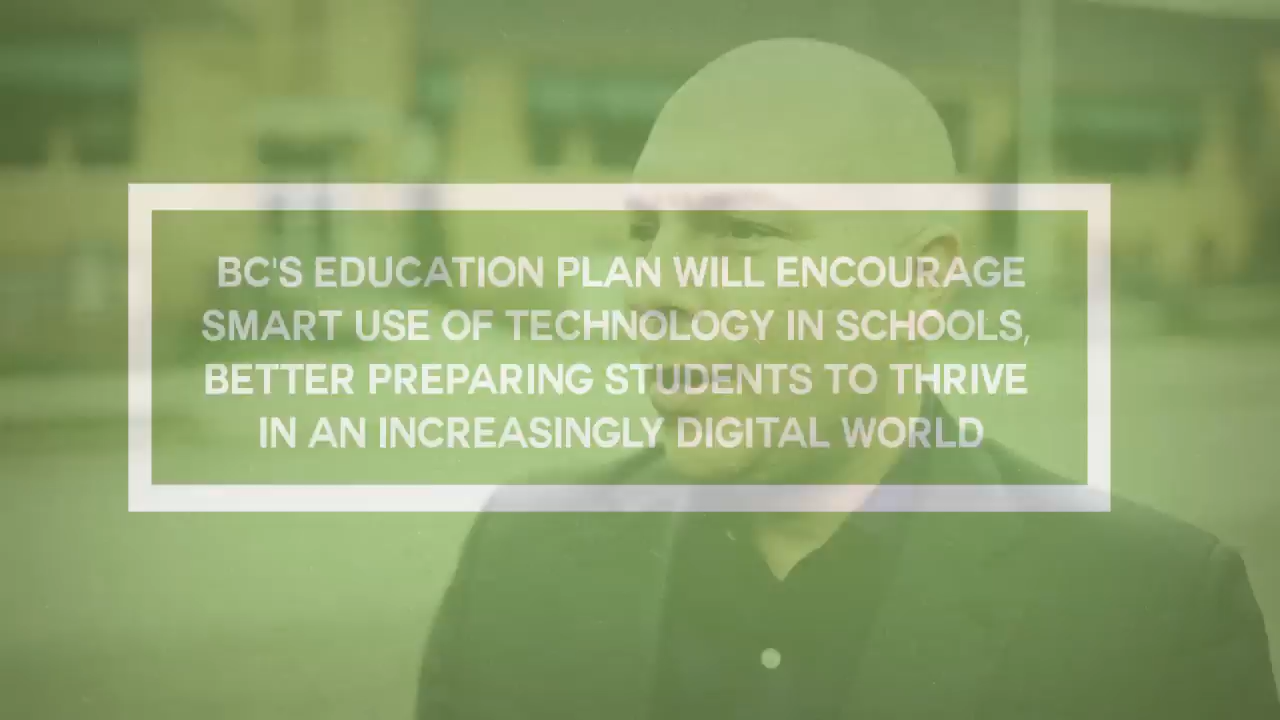 BC'S EDUCATION PLAN WILL ENCOURAGE
SMART USE OF TECHNOLOGY IN SCHOOLS,
BETTER PREPARING STUDENTS TO THRIVE
IN AN INCREASINGLY DIGITAL WORLD